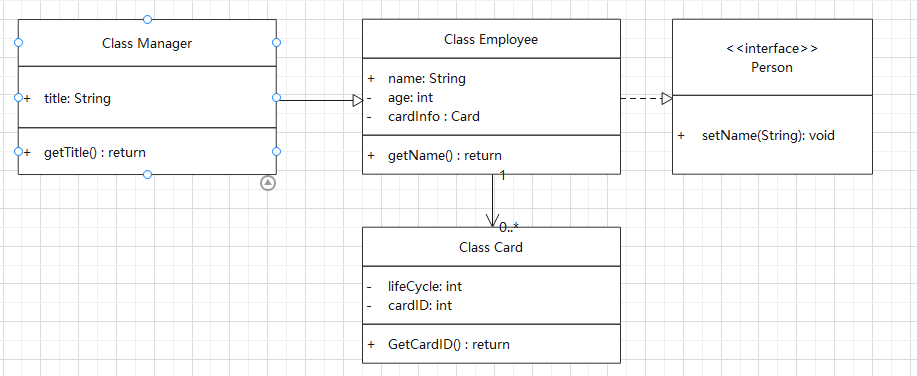 Class Manager
+ title: String
+ getTitle() : return
Class Employee
+ name: String
- age: int
- cardInfo : Card
+ getName() : return
<<interface>>
Person
+ setName(String): void
1
0..*
Class Card
- lifeCycle: int
- cardID: int
+ GetCardID() : return